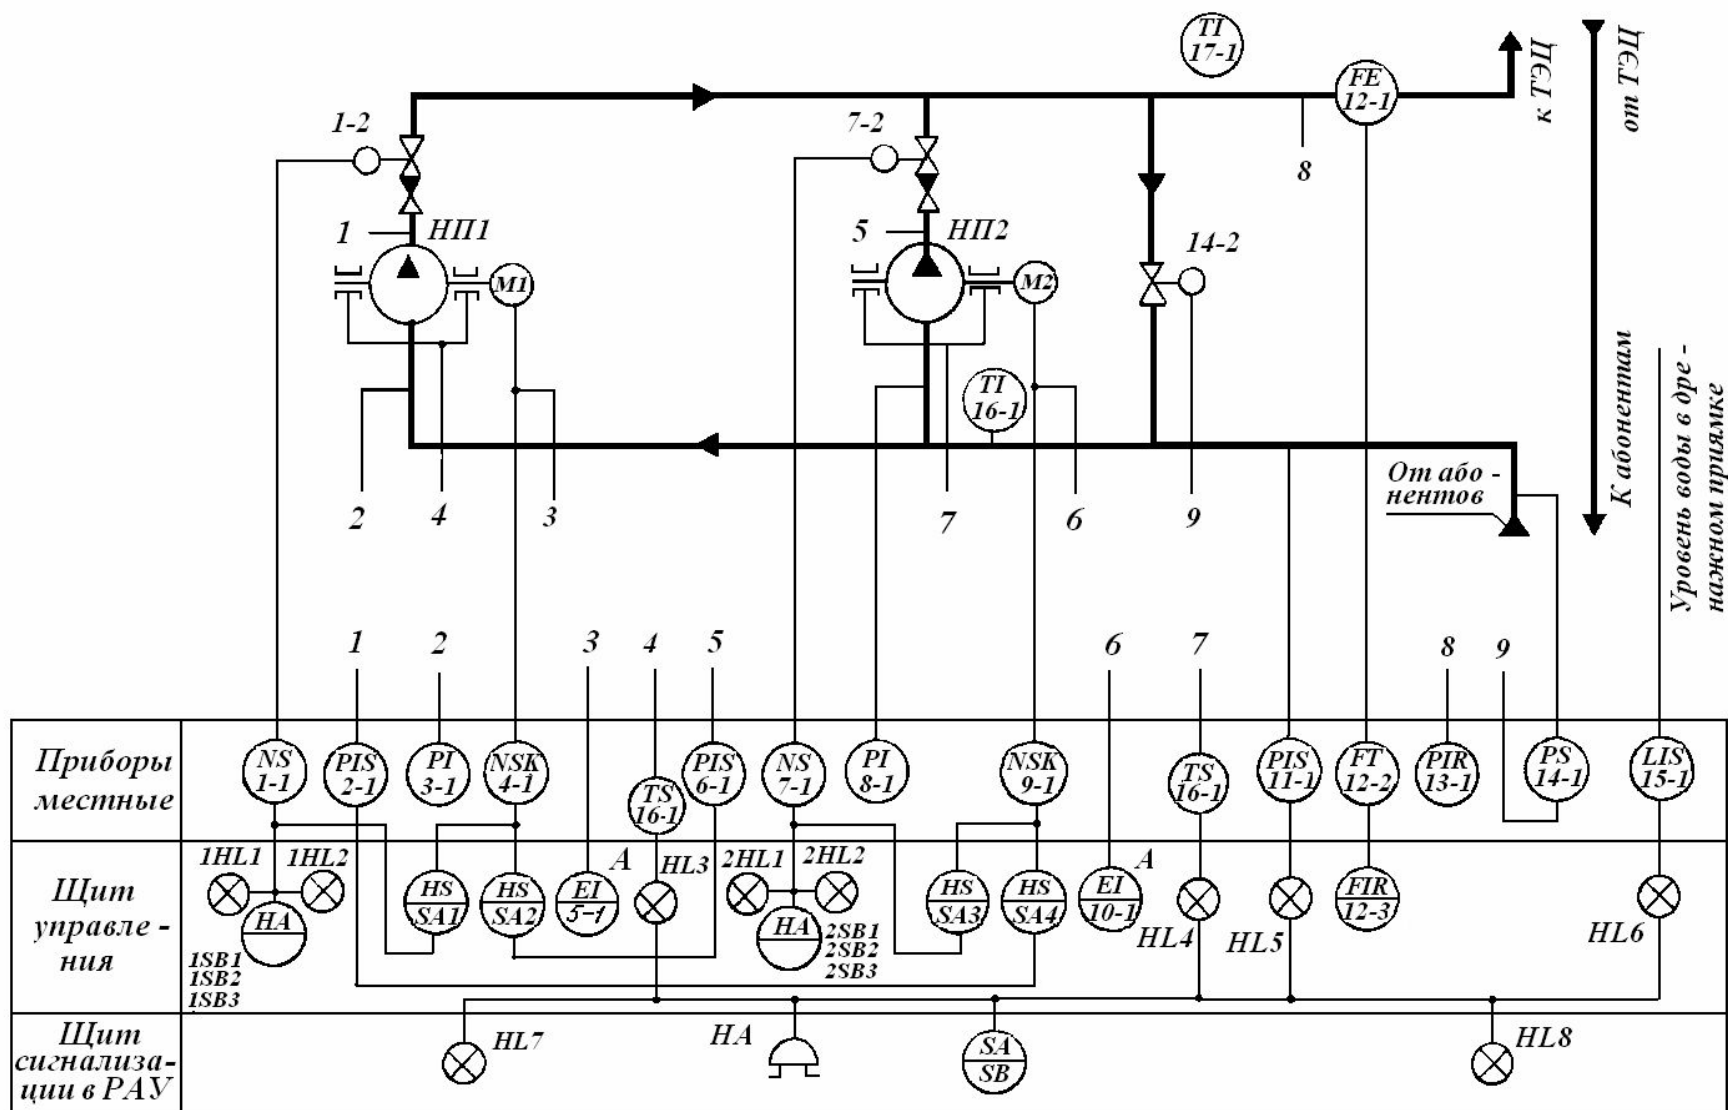 TI
17-1
к ТЭЦ
от ТЭЦ
FE
12-1
1-2
7-2
8
1
НП1
5
НП2
14-2
М1
М2
TI
16-1
К абонентам
Уровень воды в дре -
нажном приямке
От або -
нентов
2
4
3
7
6
9
1
2
3
4
5
6
7
8
9
Приборы
местные
NS
1-1
PIS
2-1
PI
3-1
NSK
4-1
TS
16-1
PIS
6-1
NS
7-1
PI
8-1
NSK
9-1
TS
16-1
PIS
11-1
FT
12-2
PIR
13-1
PS
14-1
LIS
15-1
Щит
управле -
ния
1HL1
1HL2
HA
1SB1
1SB2
1SB3
HS
SA1
HS
SA2
A
EI
5-1
HL3
2HL1
2HL2
HA
2SB1
2SB2
2SB3
HS
SA3
HS
SA4
A
EI
10-1
HL4
HL5
FIR
12-3
HL6
Щит
сигнализа-
ции в РАУ
HL7
HA
SA
SB
HL8